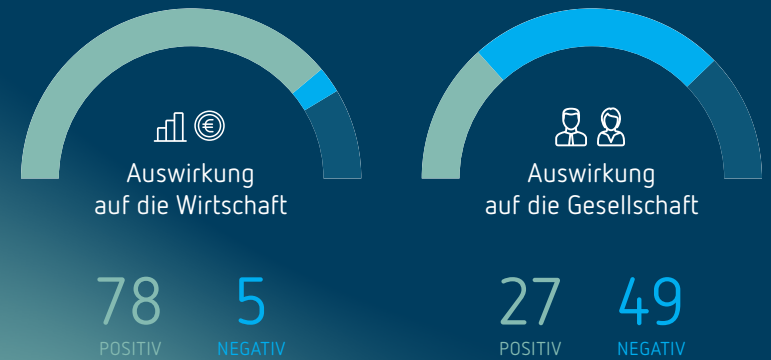 €
Auswirkung
auf die Wirtschaft
78 5
POSITIV NEGATIV
Auswirkung
auf die Gesellschaft
27 49
POSITIV NEGATIV